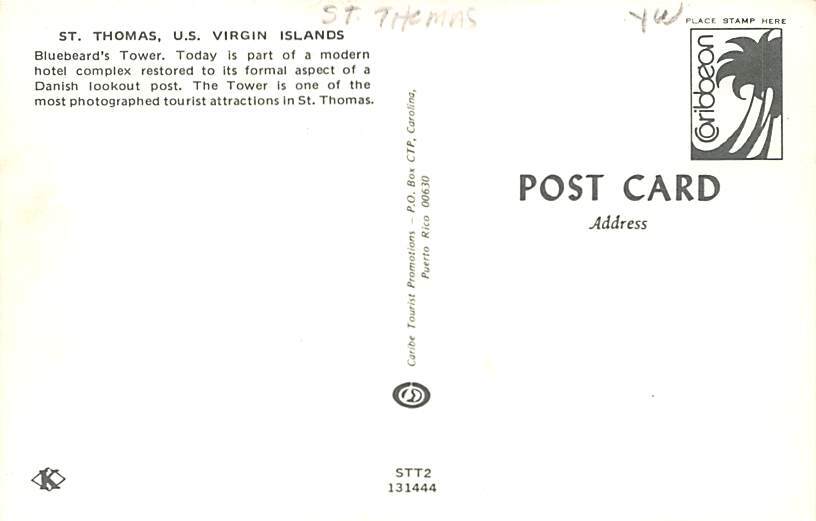 ST. THOMAS
YW
PLACE STAMP HERE
Caribbean
ST. THOMAS, U.S. VIRGIN ISLANDS
Bluebeard's Tower. Today is part of a modern
hotel complex restored to its formal aspect of a
Danish lookout post. The Tower is one of the
most photographed tourist attractions in St. Thomas.
Caribe Tourist Promotions – P.O. Box CTP, Carolina,
Puerto Rico 00630
POST CARD
Address
K
STT2
131444